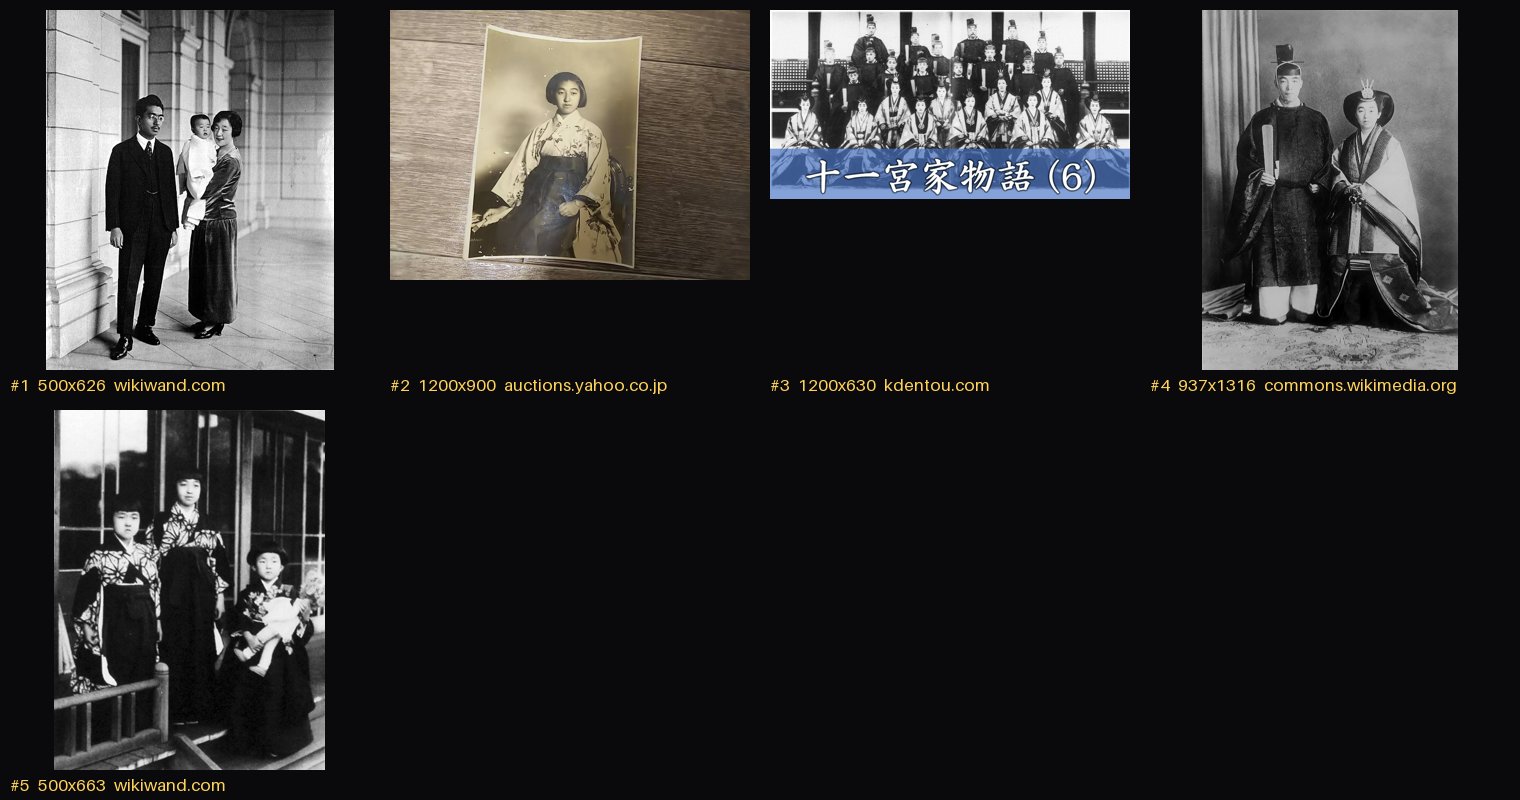 十一宮家物語(6)
#1 500x626 wikiwand.com
#2 1200x900 auctions.yahoo.co.jp
#3 1200x630 kdentou.com
#4 937x1316 commons.wikimedia.org
#5 500x663 wikiwand.com